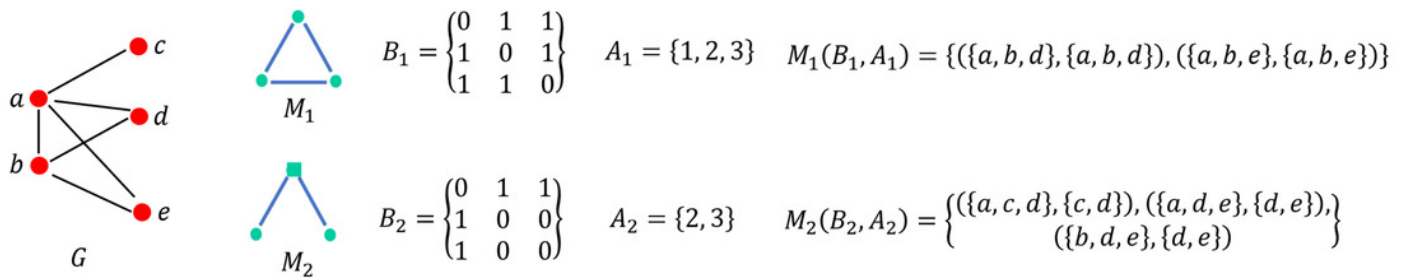 c
a
d
b
e
G
M₁
B₁ = {0 1 1
1 0 1
1 1 0}
A₁ = {1, 2, 3}
M₁(B₁, A₁) = {({a, b, d}, {a, b, d}), ({a, b, e}, {a, b, e})}
M₂
B₂ = {0 1 1
1 0 0
1 0 0}
A₂ = {2, 3}
M₂(B₂, A₂) = {({a, c, d}, {c, d}), ({a, d, e}, {d, e}),
({b, d, e}, {d, e})}